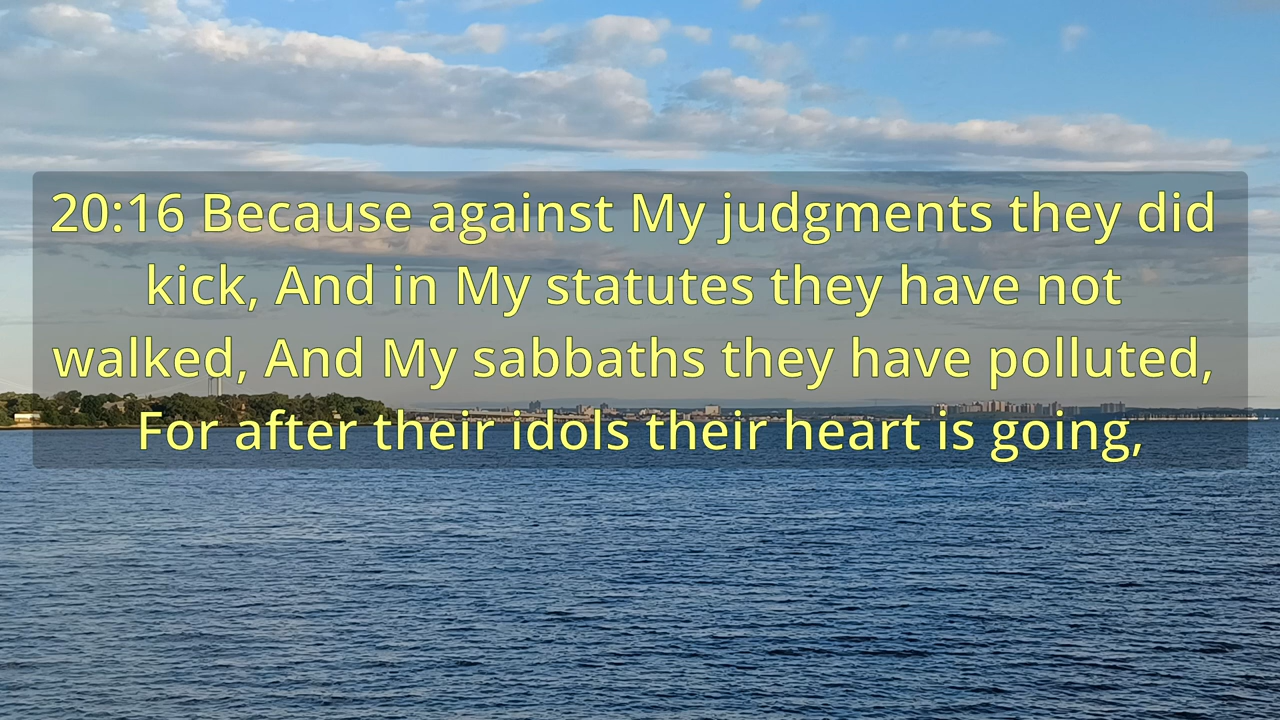 20:16 Because against My judgments they did
kick, And in My statutes they have not
walked, And My sabbaths they have polluted,
For after their idols their heart is going,